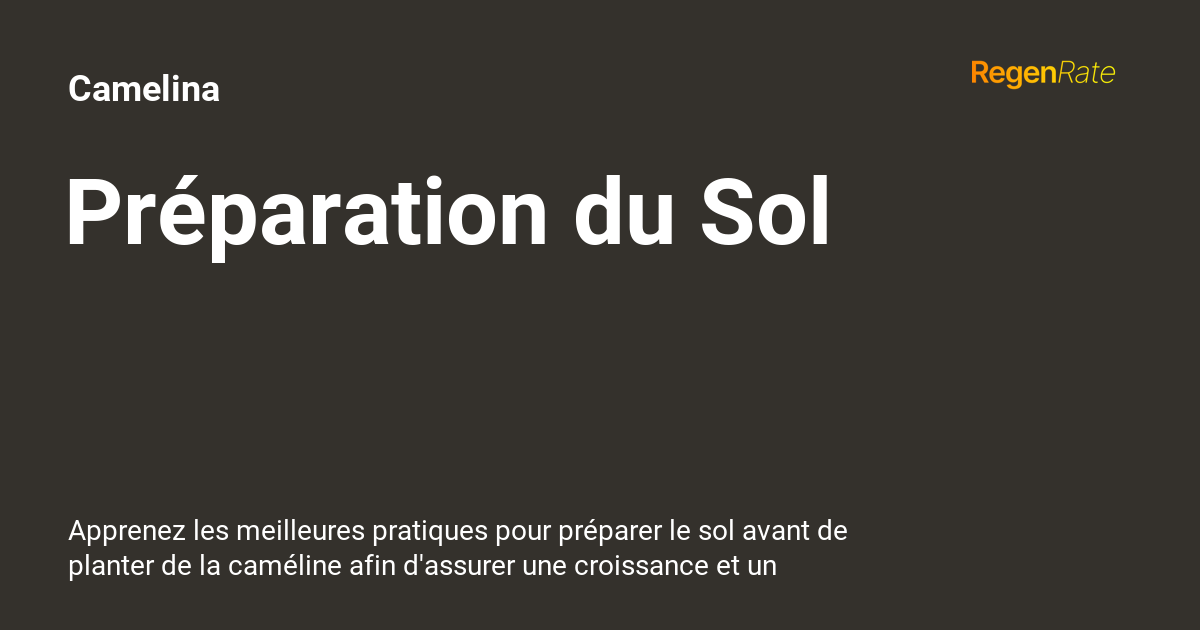 Camelina
RegenRate
Préparation du Sol
Apprenez les meilleures pratiques pour préparer le sol avant de
planter de la caméline afin d'assurer une croissance et un